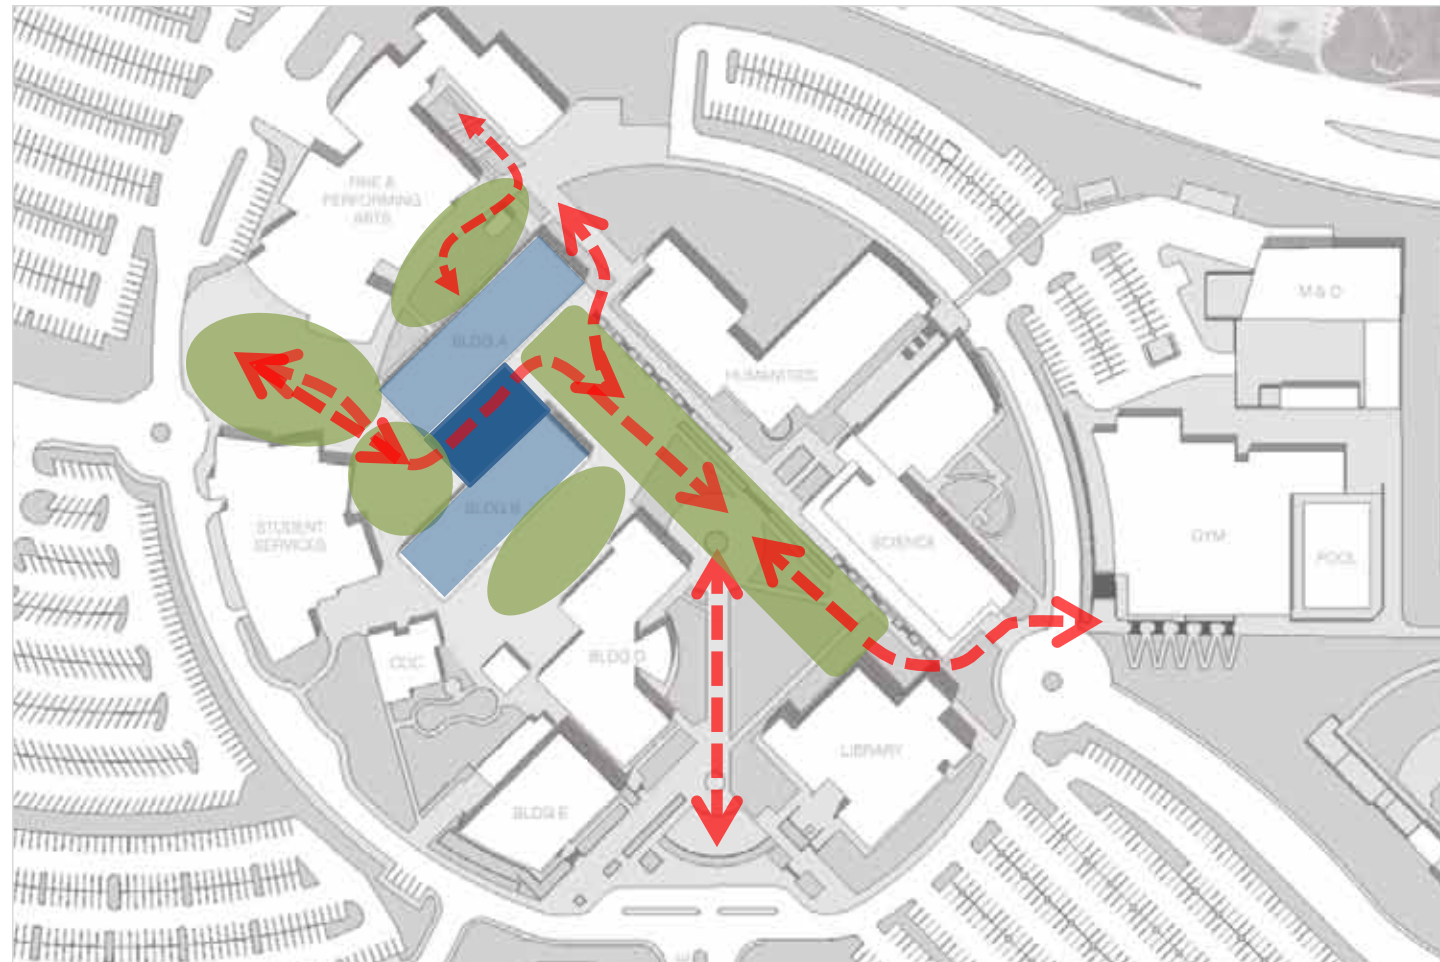 FINE &
PERFORMING
ARTS
BLDG A
M & O
HUMANITIES
BLDG B
STUDENT
SERVICES
SCIENCE
GYM
POOL
CDC
BLDG D
LIBRARY
BLDG E